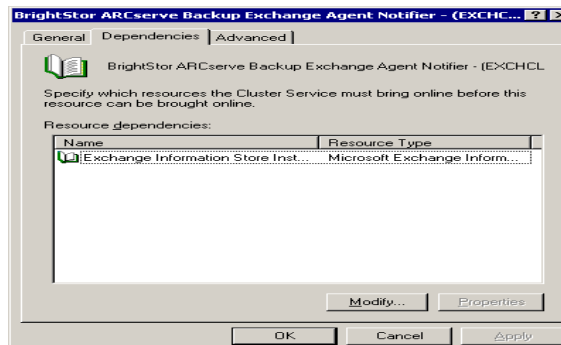 BrightStor ARCserve Backup Exchange Agent Notifier - (EXCHC...
General Dependencies Advanced
BrightStor ARCserve Backup Exchange Agent Notifier - (EXCHCL
Specify which resources the Cluster Service must bring online before this
resource can be brought online.
Resource dependencies:
Name Resource Type
Exchange Information Store Inst... Microsoft Exchange Inform...
Modify... Properties
OK Cancel Apply